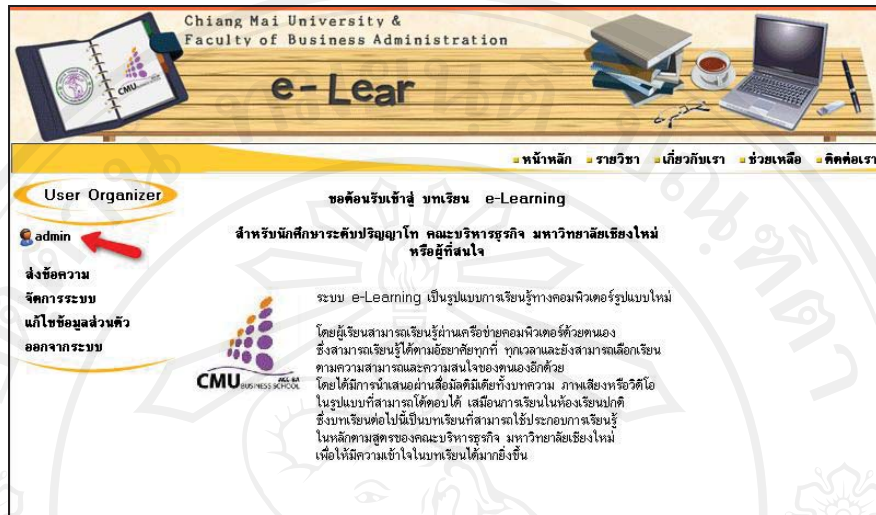 Chiang Mai University &
Faculty of Business Administration
e-Lear
หน้าหลัก รายวิชา เกี่ยวกับเรา ช่วยเหลือ ติดต่อเรา
User Organizer
admin
ส่งข้อความ
จัดการระบบ
แก้ไขข้อมูลส่วนตัว
ออกจากระบบ
ขอต้อนรับเข้าสู่ บทเรียน e-Learning
สำหรับนักศึกษาระดับปริญญาโท คณะบริหารธุรกิจ มหาวิทยาลัยเชียงใหม่
หรือผู้ที่สนใจ
ระบบ e-Learning เป็นรูปแบบการเรียนรู้ทางคอมพิวเตอร์รูปแบบใหม่
โดยผู้เรียนสามารถเรียนรู้ผ่านเครือข่ายคอมพิวเตอร์ด้วยตนเอง
ซึ่งสามารถเรียนรู้ได้ตามอัธยาศัยทุกที่ ทุกเวลาและยังสามารถเลือกเรียน
ตามความสามารถและความสนใจของตนเองอีกด้วย
โดยได้มีการนำเสนอผ่านสื่อมัลติมีเดียทั้งบทความ ภาพเสียงหรือวิดีโอ
ในรูปแบบที่สามารถโต้ตอบได้ เสมือนการเรียนในห้องเรียนปกติ
ซึ่งบทเรียนต่อไปนี้เป็นบทเรียนที่สามารถใช้ประกอบการเรียนรู้
ในหลักตามสูตรของคณะบริหารธุรกิจ มหาวิทยาลัยเชียงใหม่
เพื่อให้มีความเข้าใจในบทเรียนได้มากยิ่งขึ้น
CMU BUSINESS SCHOOL